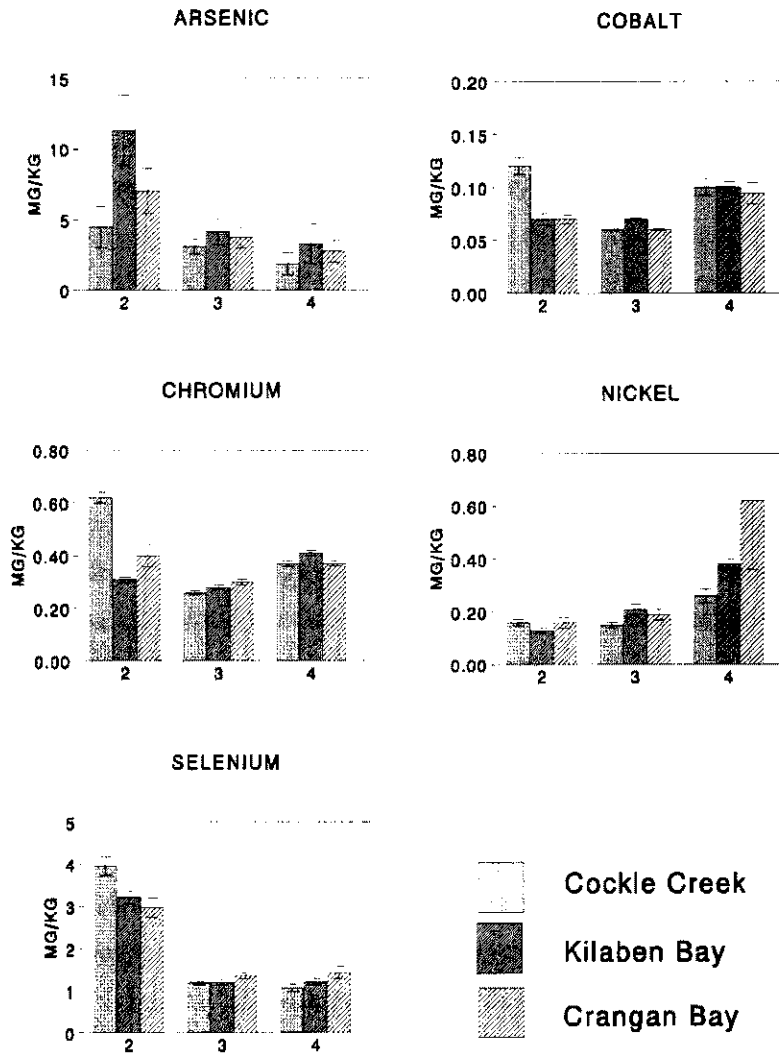 ARSENIC
MG/KG
15
10
5
0
2 3 4
COBALT
MG/KG
0.20
0.15
0.10
0.05
0.00
2 3 4
CHROMIUM
MG/KG
0.80
0.60
0.40
0.20
0.00
2 3 4
NICKEL
MG/KG
0.80
0.60
0.40
0.20
0.00
2 3 4
SELENIUM
MG/KG
5
4
3
2
1
0
2 3 4
Cockle Creek
Kilaben Bay
Crangan Bay